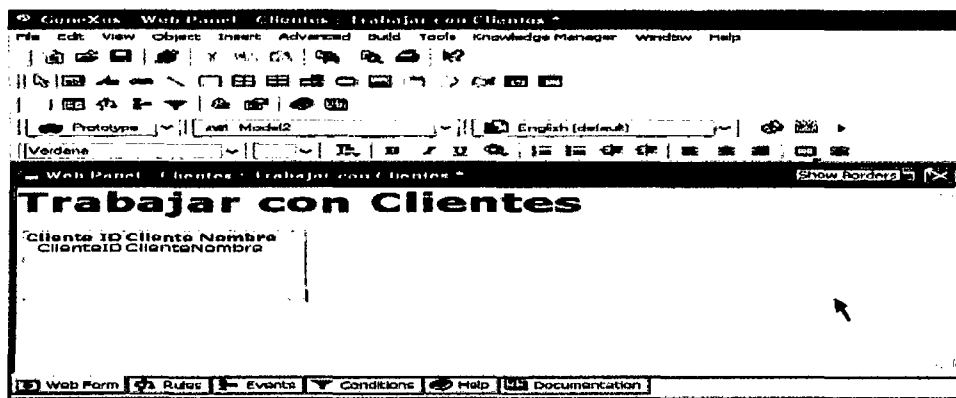 GeneXus - Web Panel - Clientes : Trabajar con Clientes *
File Edit View Object Insert Advanced Build Tools Knowledge Manager Window Help
Prototype Model2 English (default)
Verdana
Web Panel - Clientes : Trabajar con Clientes * Show Borders
Trabajar con Clientes
Cliente ID Cliente Nombre
ClienteID ClienteNombre
Web Form Rules Events Conditions Help Documentation